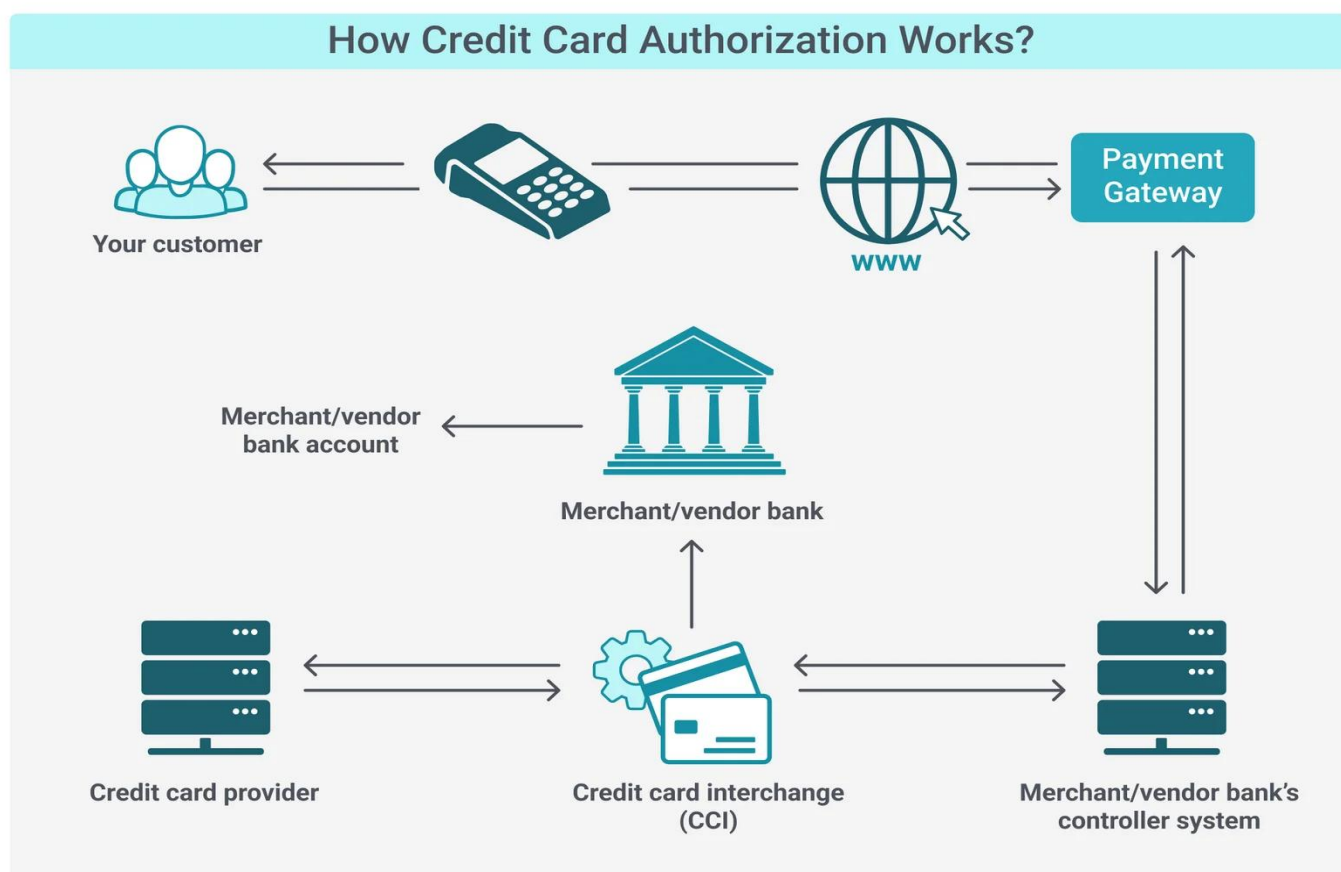 How Credit Card Authorization Works?
Payment
Gateway
Your customer
www
Merchant/vendor
bank account
Merchant/vendor bank
Credit card provider
Credit card interchange
(CCI)
Merchant/vendor bank’s
controller system